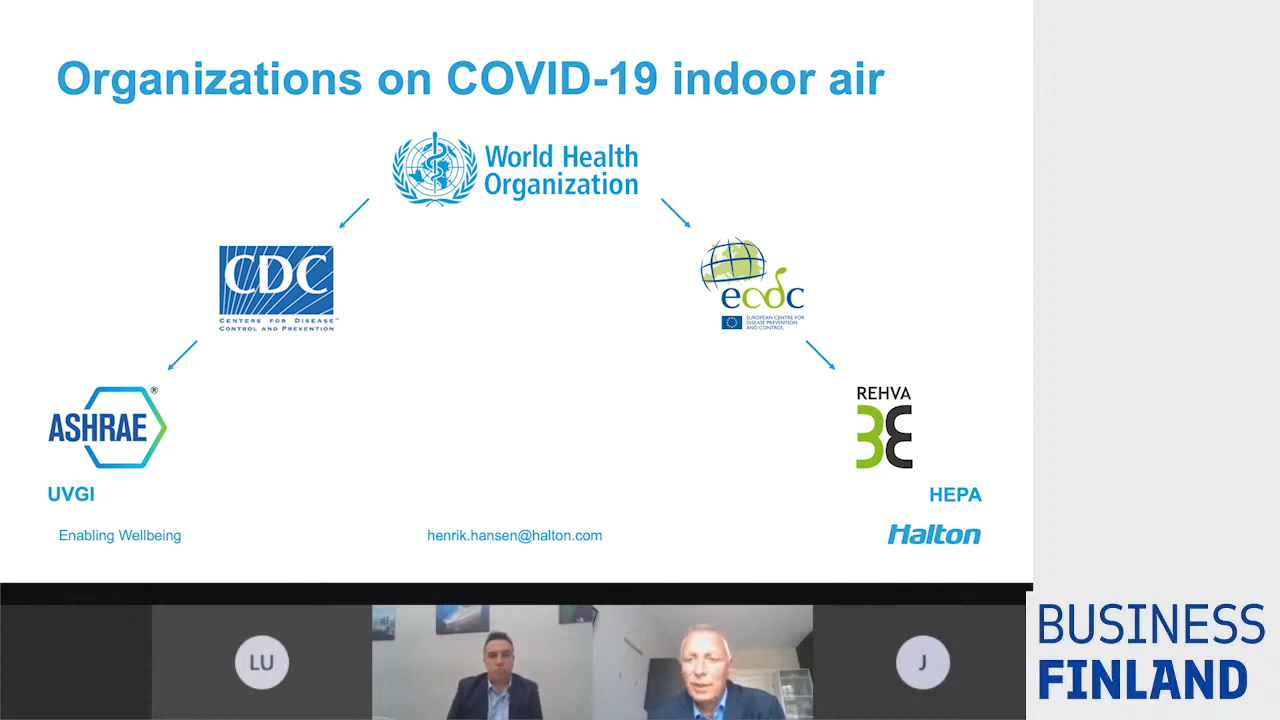 Organizations on COVID-19 indoor air
World Health
Organization
CDC
CENTERS FOR DISEASE™
CONTROL AND PREVENTION
ecdc
EUROPEAN CENTRE FOR
DISEASE PREVENTION
AND CONTROL
ASHRAE®
REHVA
UVGI
HEPA
Enabling Wellbeing
henrik.hansen@halton.com
Halton
LU
J
BUSINESS
FINLAND